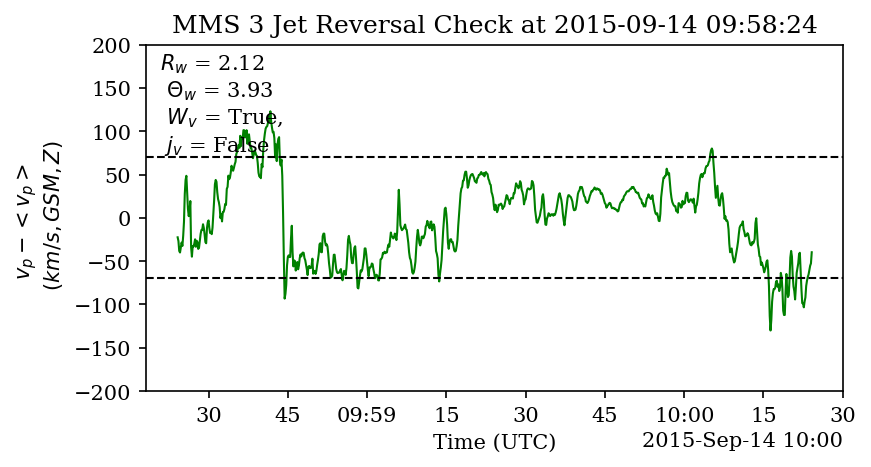 MMS 3 Jet Reversal Check at 2015-09-14 09:58:24
200
150
100
50
0
−50
−100
−150
−200
v_p − < v_p >
(km/s, GSM, Z)
R_w = 2.12
Θ_w = 3.93
W_v = True,
j_v = False
30 45 09:59 15 30 45 10:00 15 30
Time (UTC)
2015-Sep-14 10:00